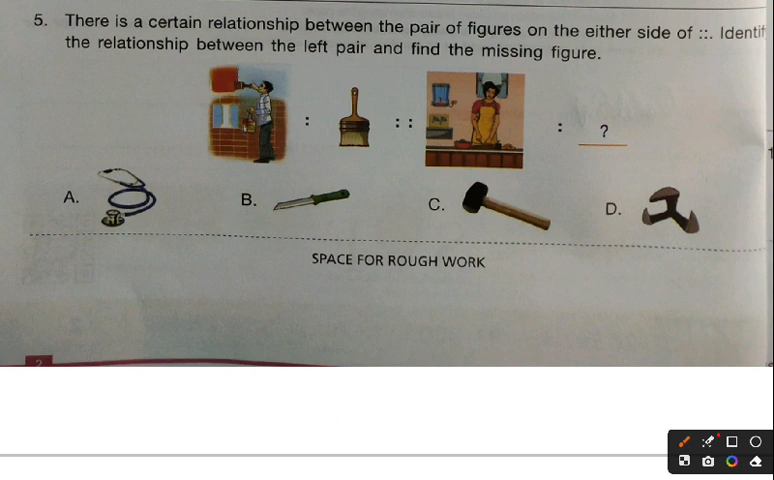 5. There is a certain relationship between the pair of figures on the either side of ::. Identif
the relationship between the left pair and find the missing figure.
: :: : ?
A. B. C. D.
SPACE FOR ROUGH WORK
2